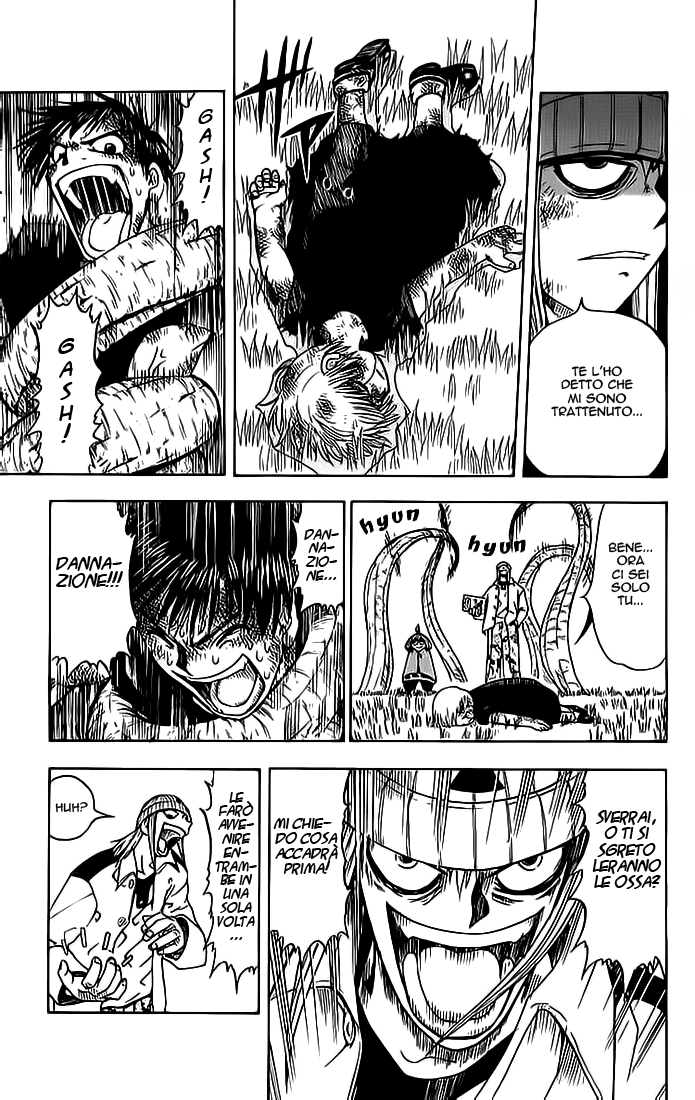 TE L'HO
DETTO CHE
MI SONO
TRATTENUTO...
GASH!
GASH!
BENE...
ORA
CI SEI
SOLO
TU...
hyun
hyun
DAN-
NA-
ZIO-
NE...
DANNA-
ZIONE!!!
SVERRAI,
O TI SI
SGRETO
LERANNO
LE OSSA?
MI CHIE-
DO COSA
ACCADRÀ
PRIMA!
LE
FARÒ
AVVE-
NIRE
EN-
TRAM-
BE IN
UNA
SOLA
VOLTA
...
HUH?